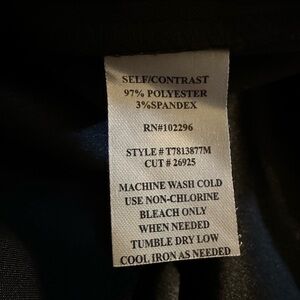 SELF/CONTRAST
97% POLYESTER
3%SPANDEX
RN#102296
STYLE # T7813877M
CUT # 26925
MACHINE WASH COLD
USE NON-CHLORINE
BLEACH ONLY
WHEN NEEDED
TUMBLE DRY LOW
COOL IRON AS NEEDED